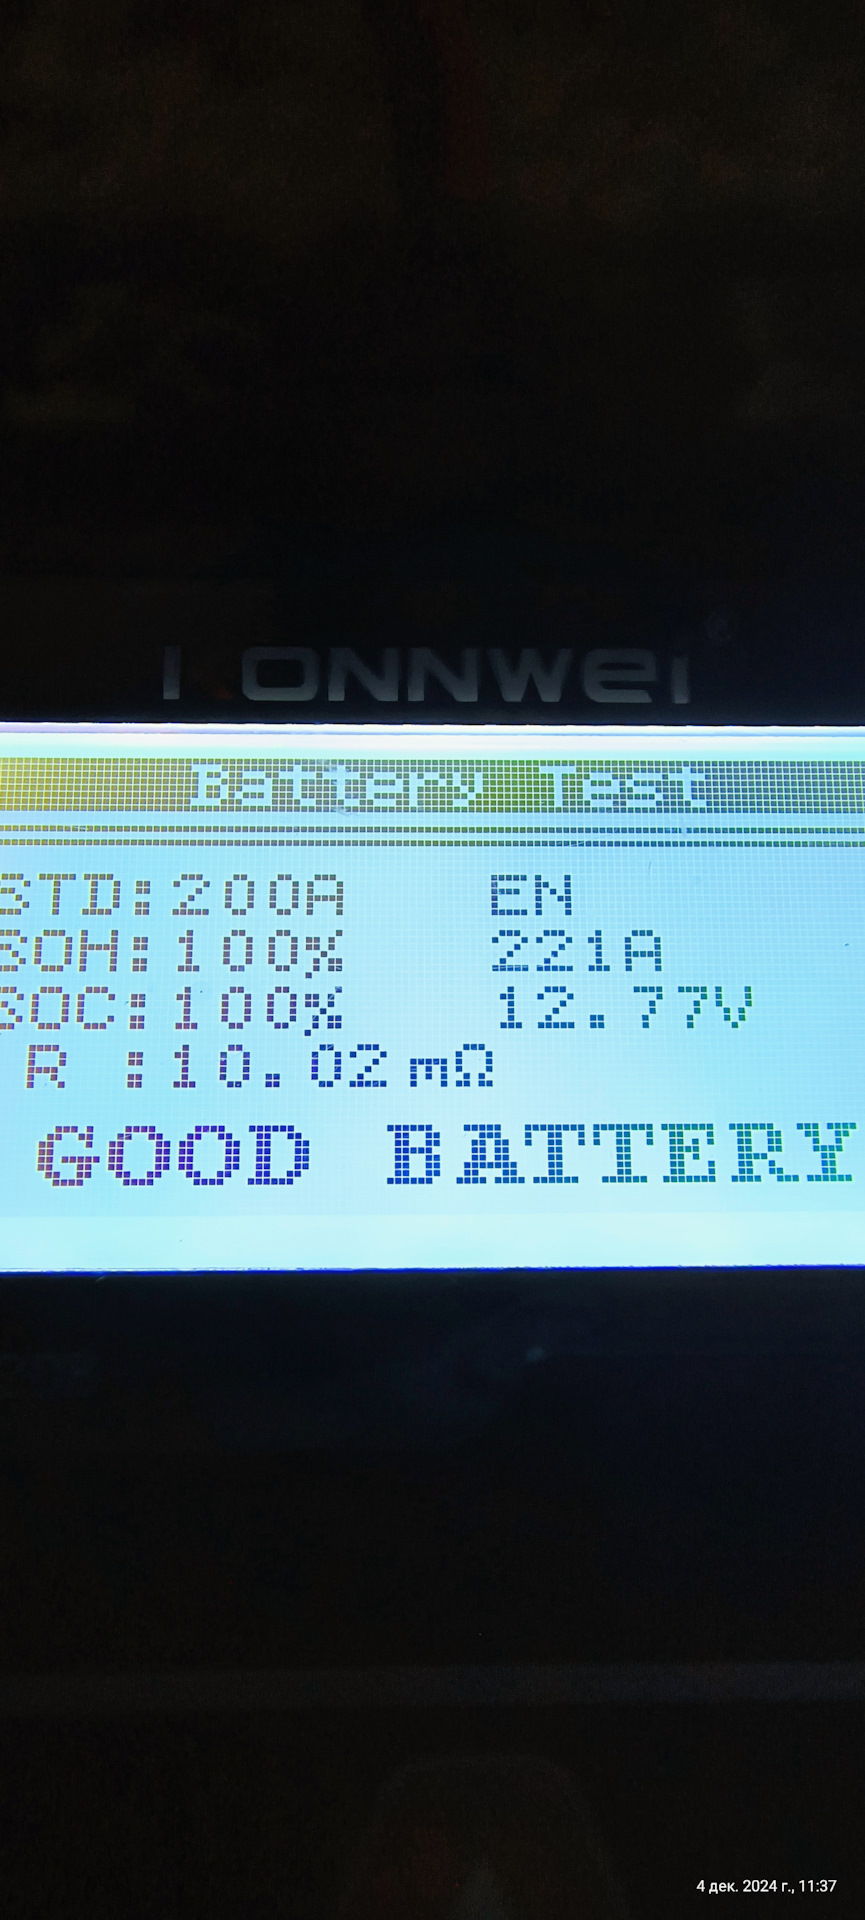 KONNWEI
Battery Test
STD:200A EN
SOH:100% 221A
SOC:100% 12.77V
R :10.02mΩ
GOOD BATTERY
4 дек. 2024 г., 11:37